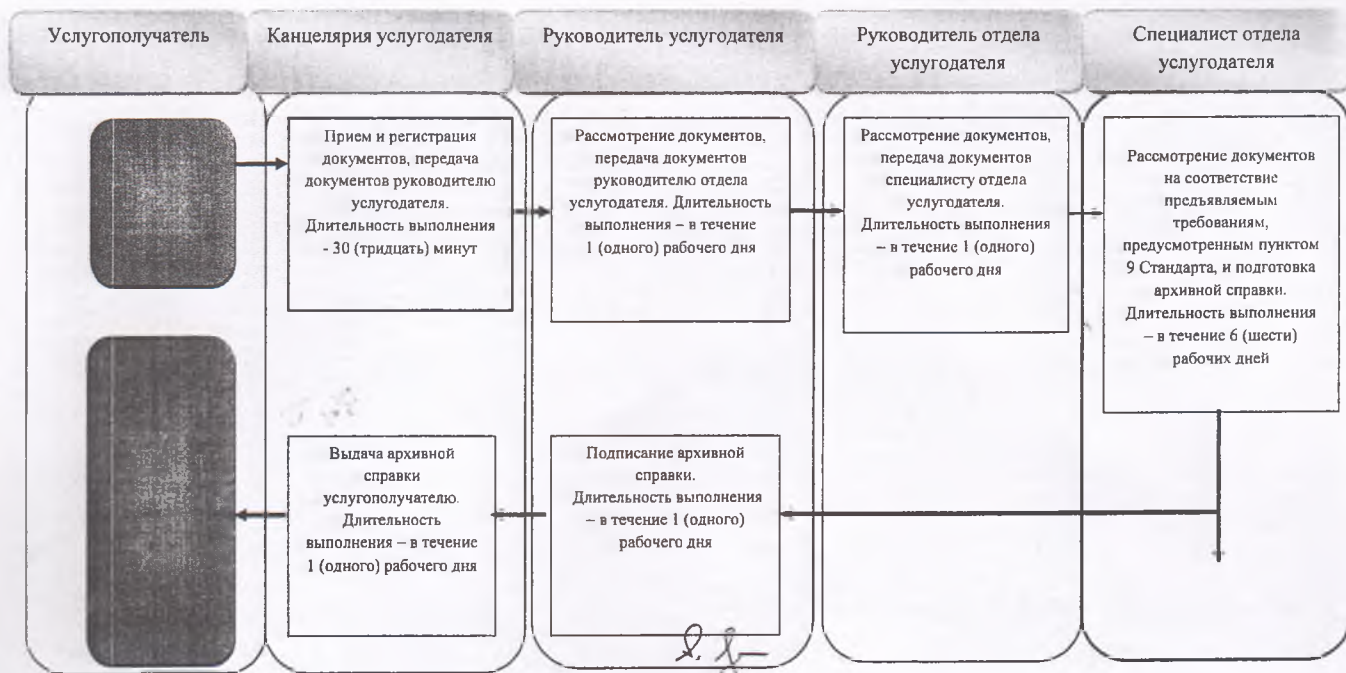 Услугополучатель
Канцелярия услугодателя
Руководитель услугодателя
Руководитель отдела
услугодателя
Специалист отдела
услугодателя
Прием и регистрация
документов, передача
документов руководителю
услугодателя.
Длительность выполнения
- 30 (тридцать) минут
Рассмотрение документов,
передача документов
руководителю отдела
услугодателя. Длительность
выполнения – в течение
1 (одного) рабочего дня
Рассмотрение документов,
передача документов
специалисту отдела
услугодателя.
Длительность выполнения
– в течение 1 (одного)
рабочего дня
Рассмотрение документов
на соответствие
предъявляемым
требованиям,
предусмотренным пунктом
9 Стандарта, и подготовка
архивной справки.
Длительность выполнения
– в течение 6 (шести)
рабочих дней
Выдача архивной
справки
услугополучателю.
Длительность
выполнения – в течение
1 (одного) рабочего дня
Подписание архивной
справки.
Длительность выполнения
– в течение 1 (одного)
рабочего дня